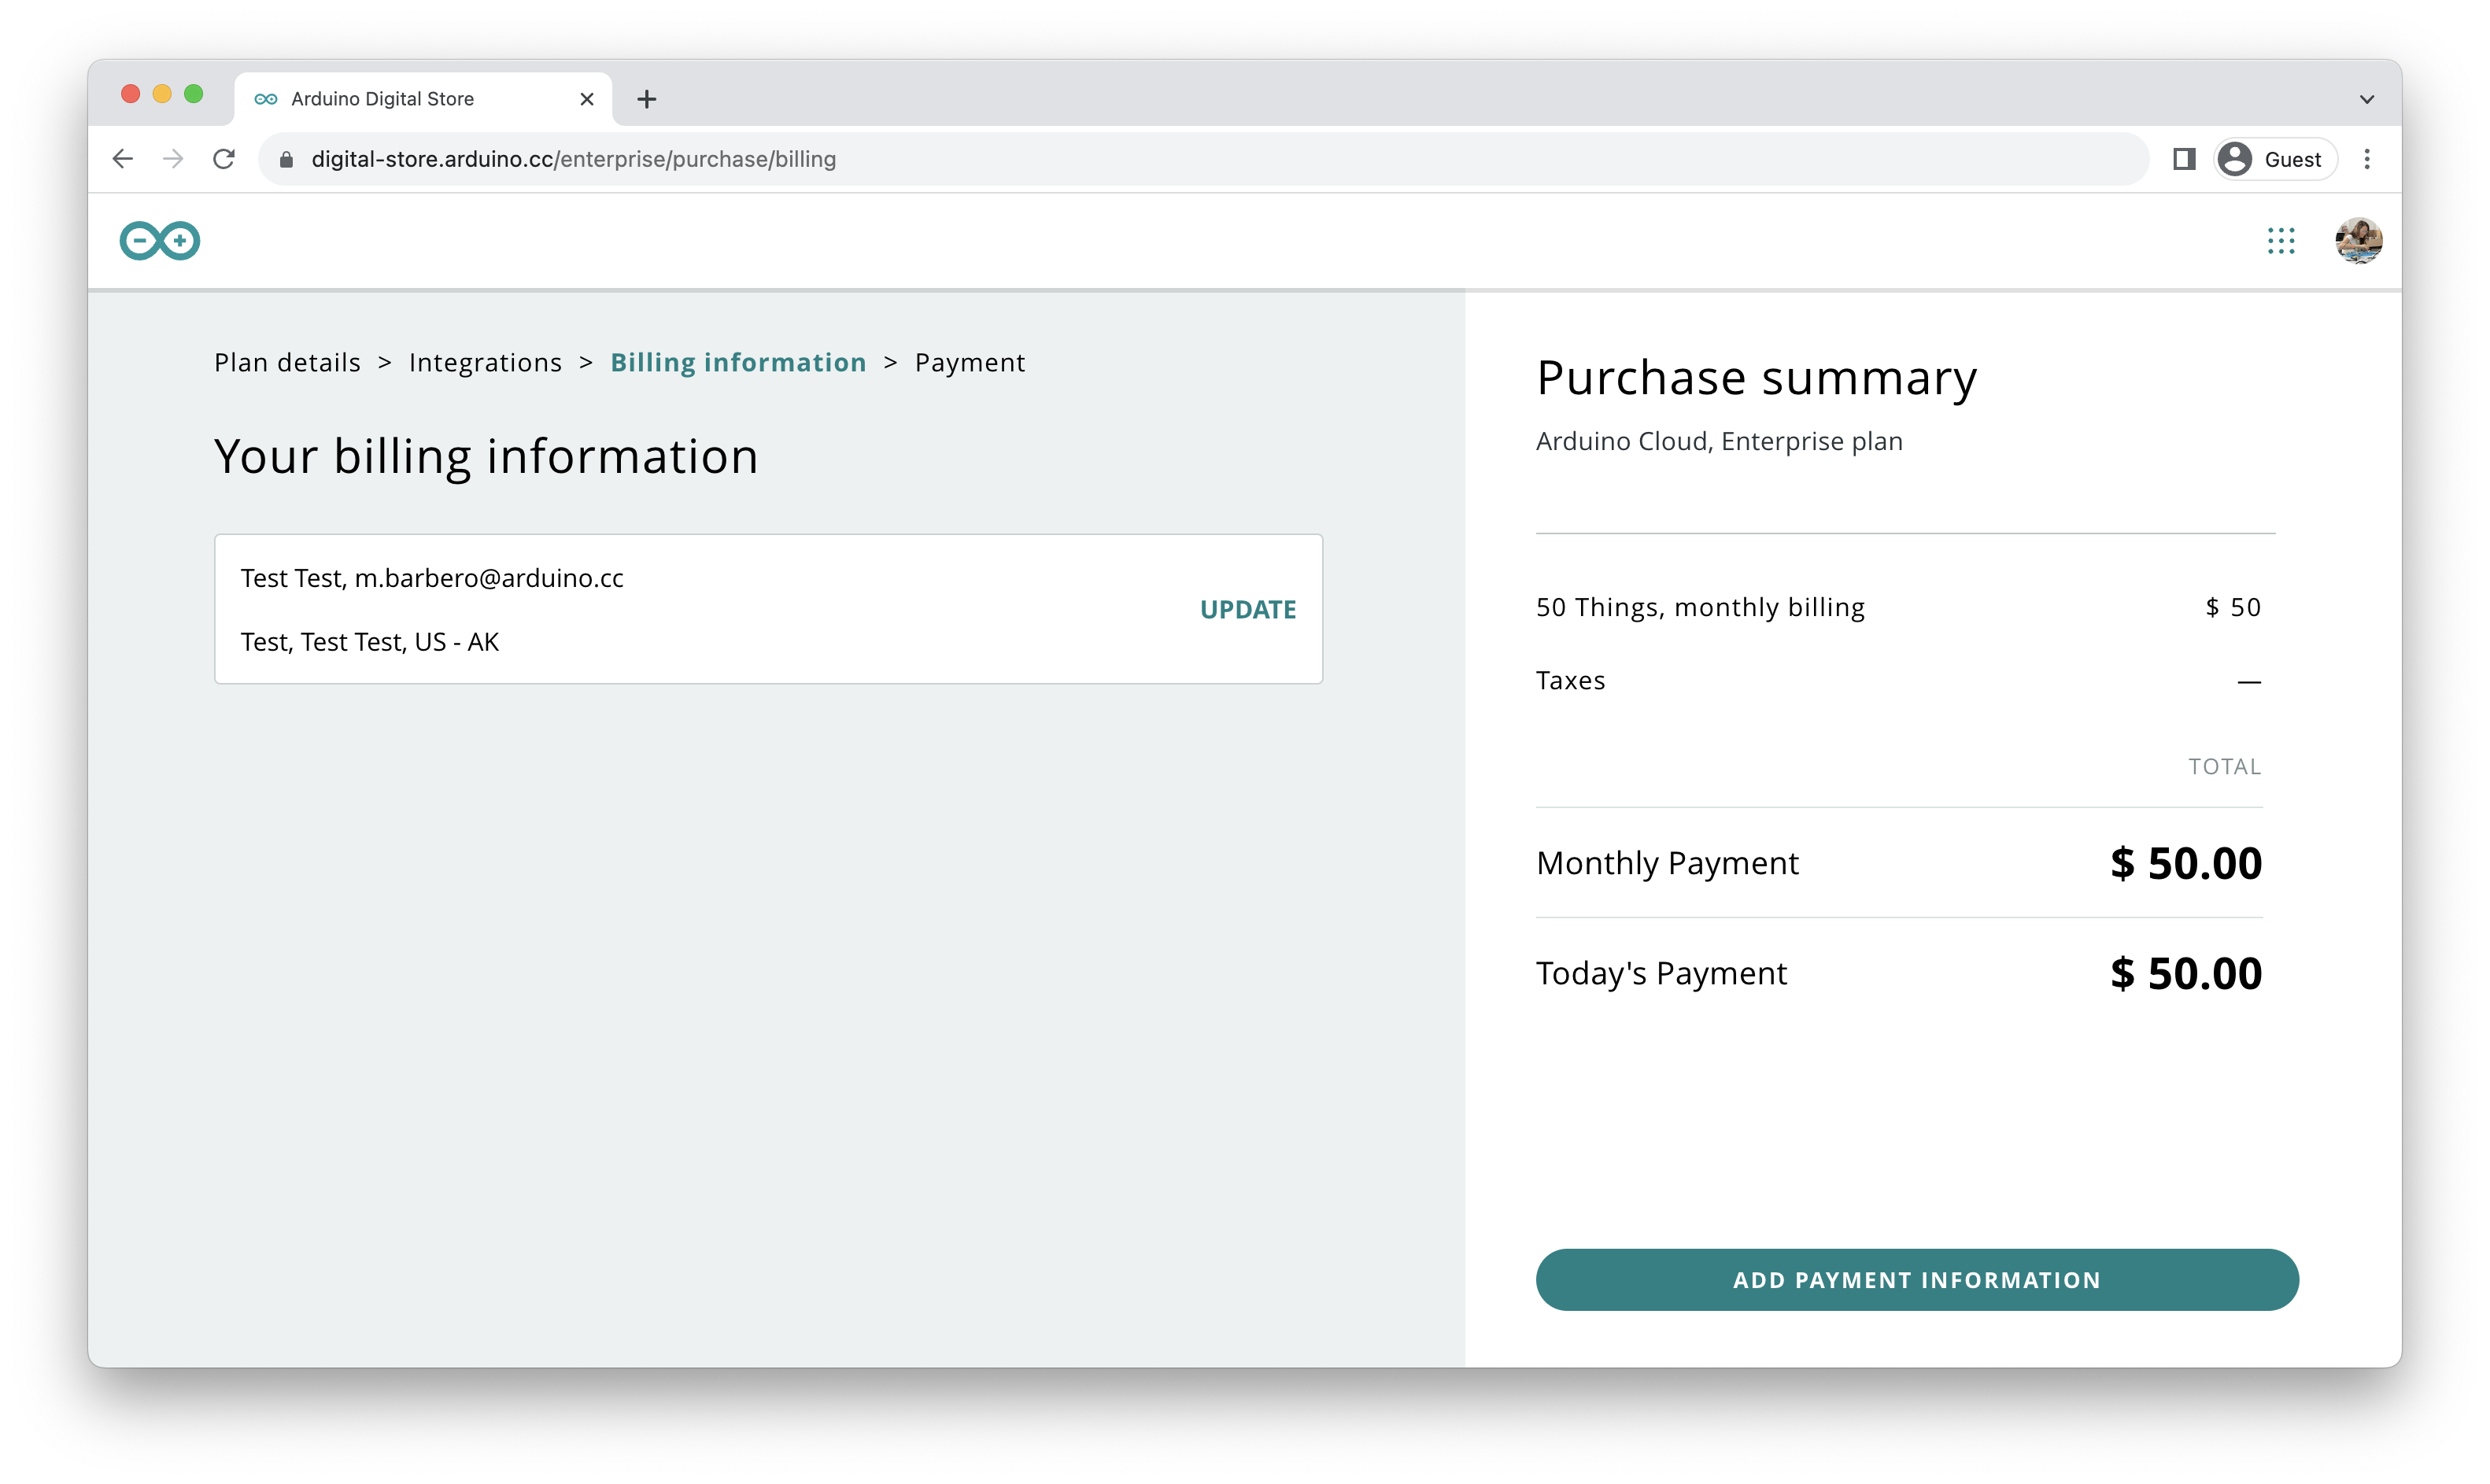 Arduino Digital Store
digital-store.arduino.cc/enterprise/purchase/billing
Guest
Plan details > Integrations > Billing information > Payment
Your billing information
Test Test, m.barbero@arduino.cc
Test, Test Test, US - AK
UPDATE
Purchase summary
Arduino Cloud, Enterprise plan
50 Things, monthly billing $ 50
Taxes —
TOTAL
Monthly Payment $ 50.00
Today's Payment $ 50.00
ADD PAYMENT INFORMATION